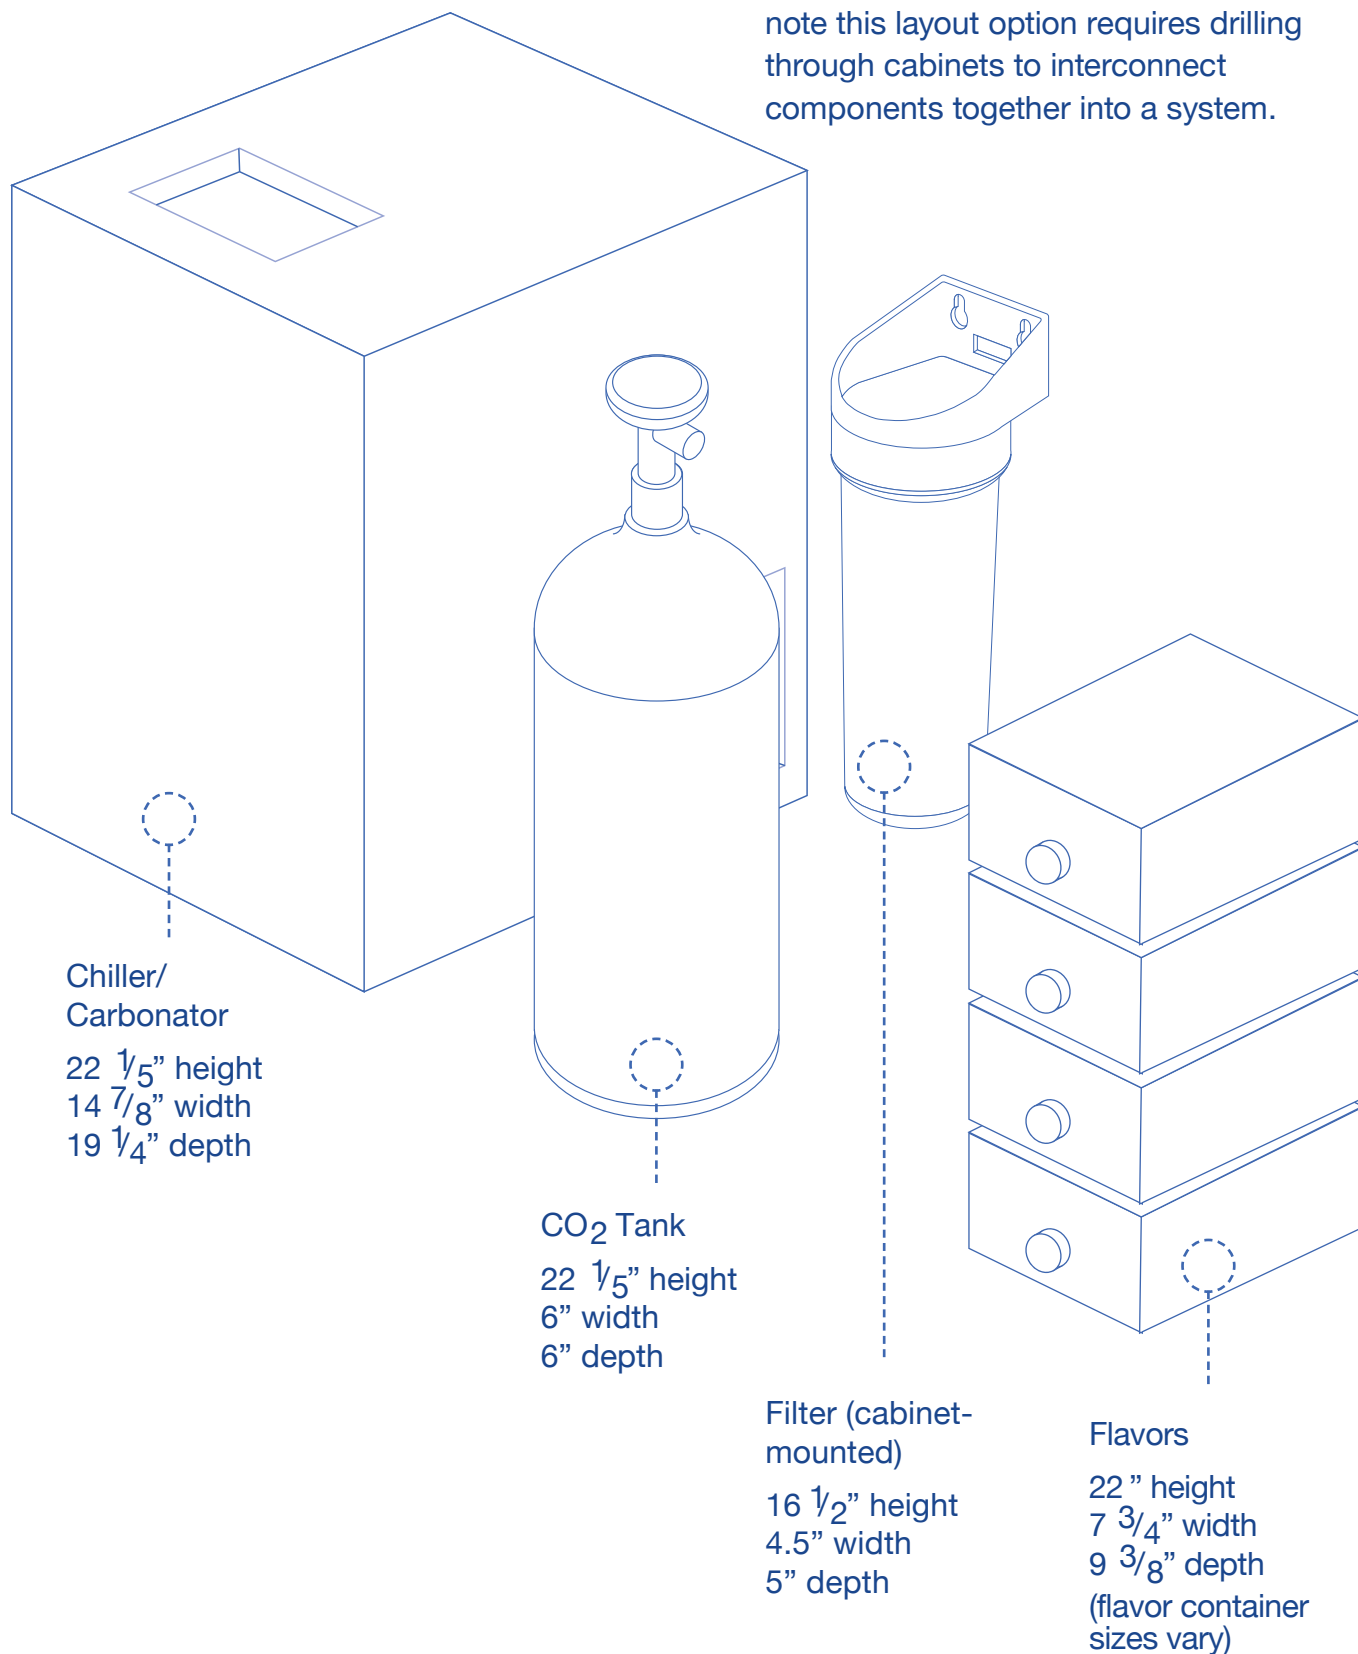 note this layout option requires drilling
through cabinets to interconnect
components together into a system.
Chiller/
Carbonator
22 1/5” height
14 7/8” width
19 1/4” depth
CO2 Tank
22 1/5” height
6” width
6” depth
Filter (cabinet-
mounted)
16 1/2” height
4.5” width
5” depth
Flavors
22 ” height
7 3/4” width
9 3/8” depth
(flavor container
sizes vary)